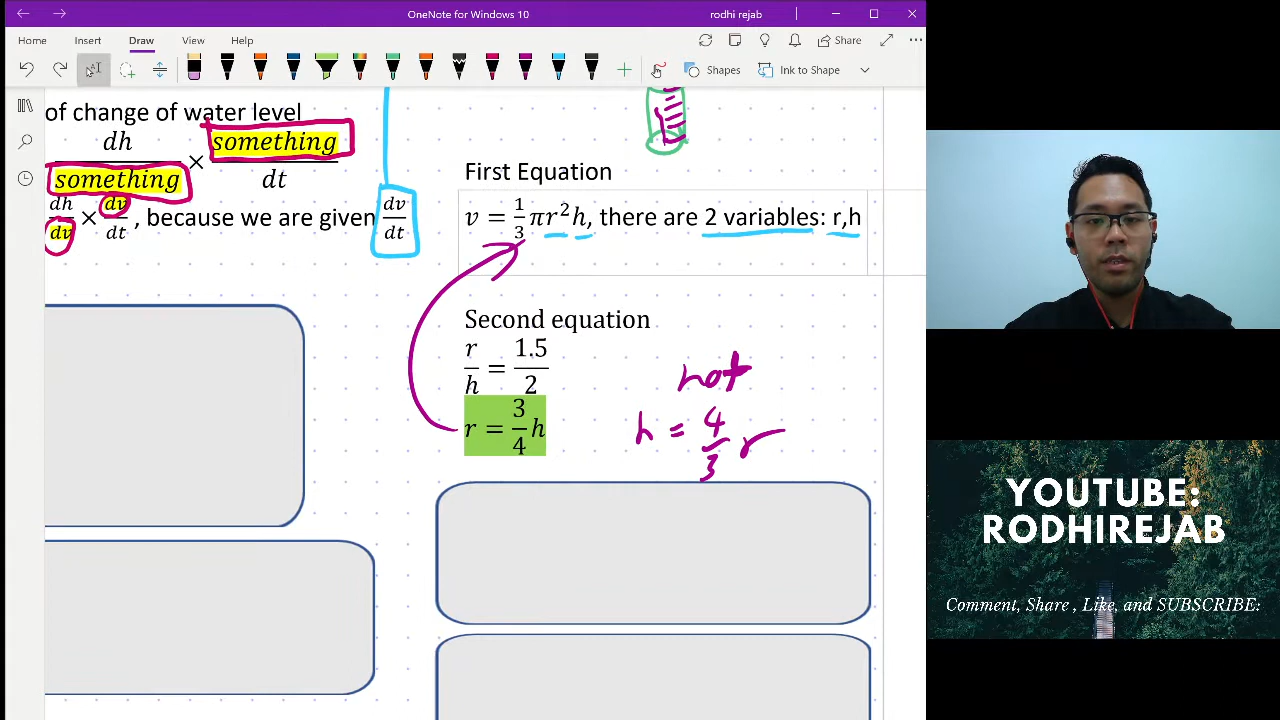 OneNote for Windows 10
rodhi rejab
Home Insert Draw View Help
Share
Shapes
Ink to Shape
of change of water level
dh/something × something/dt
dh/dv × dv/dt , because we are given dv/dt
First Equation
v = 1/3 πr²h, there are 2 variables: r,h
Second equation
r/h = 1.5/2
r = 3/4 h
not
h = 4/3 r
YOUTUBE:
RODHIREJAB
Comment, Share , Like, and SUBSCRIBE: